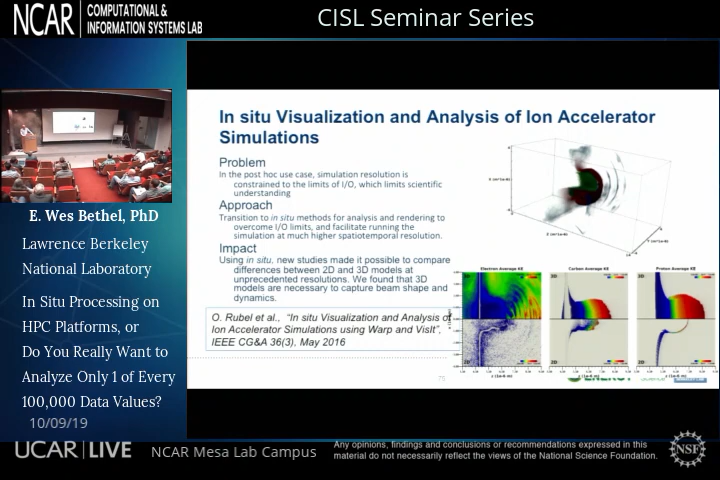 NCAR
COMPUTATIONAL &
INFORMATION SYSTEMS LAB
CISL Seminar Series
E. Wes Bethel, PhD
Lawrence Berkeley
National Laboratory
In Situ Processing on
HPC Platforms, or
Do You Really Want to
Analyze Only 1 of Every
100,000 Data Values?
10/09/19
In situ Visualization and Analysis of Ion Accelerator
Simulations
Problem
In the post hoc use case, simulation resolution is
constrained to the limits of I/O, which limits scientific
understanding
Approach
Transition to in situ methods for analysis and rendering to
overcome I/O limits, and facilitate running the
simulation at much higher spatiotemporal resolution.
Impact
Using in situ, new studies made it possible to compare
differences between 2D and 3D models at
unprecedented resolutions. We found that 3D
models are necessary to capture beam shape and
dynamics.
O. Rubel et al., "In situ Visualization and Analysis of
Ion Accelerator Simulations using Warp and VisIt",
IEEE CG&A 36(3), May 2016
Electron Average KE
Carbon Average KE
Proton Average KE
UCAR LIVE
NCAR Mesa Lab Campus
Any opinions, findings and conclusions or recommendations expressed in this
material do not necessarily reflect the views of the National Science Foundation.
NSF